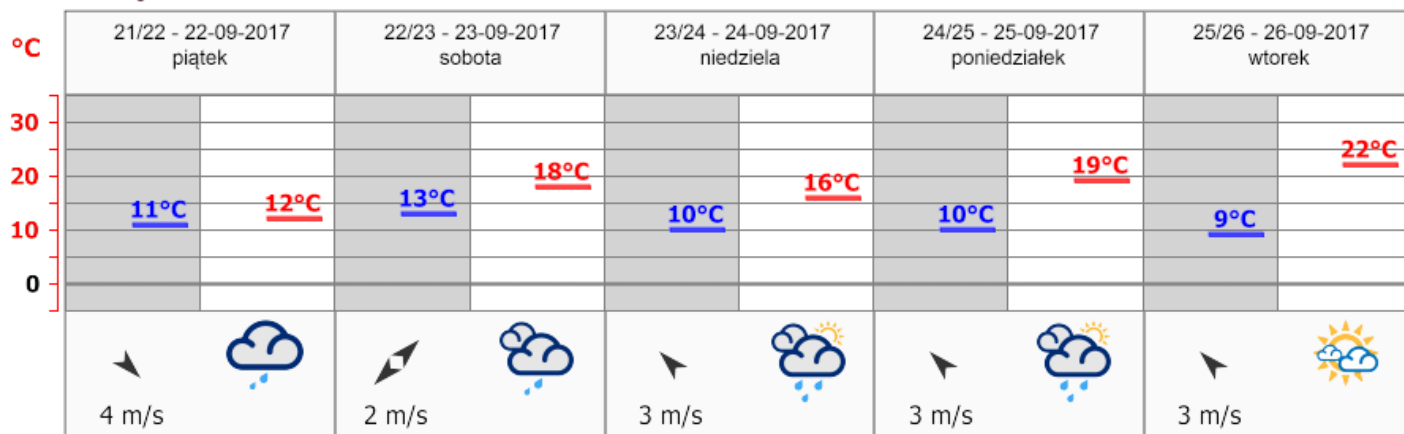 °C
21/22 - 22-09-2017
piątek
22/23 - 23-09-2017
sobota
23/24 - 24-09-2017
niedziela
24/25 - 25-09-2017
poniedziałek
25/26 - 26-09-2017
wtorek
30
20
10
0
11°C
12°C
13°C
18°C
10°C
16°C
10°C
19°C
9°C
22°C
4 m/s
2 m/s
3 m/s
3 m/s
3 m/s